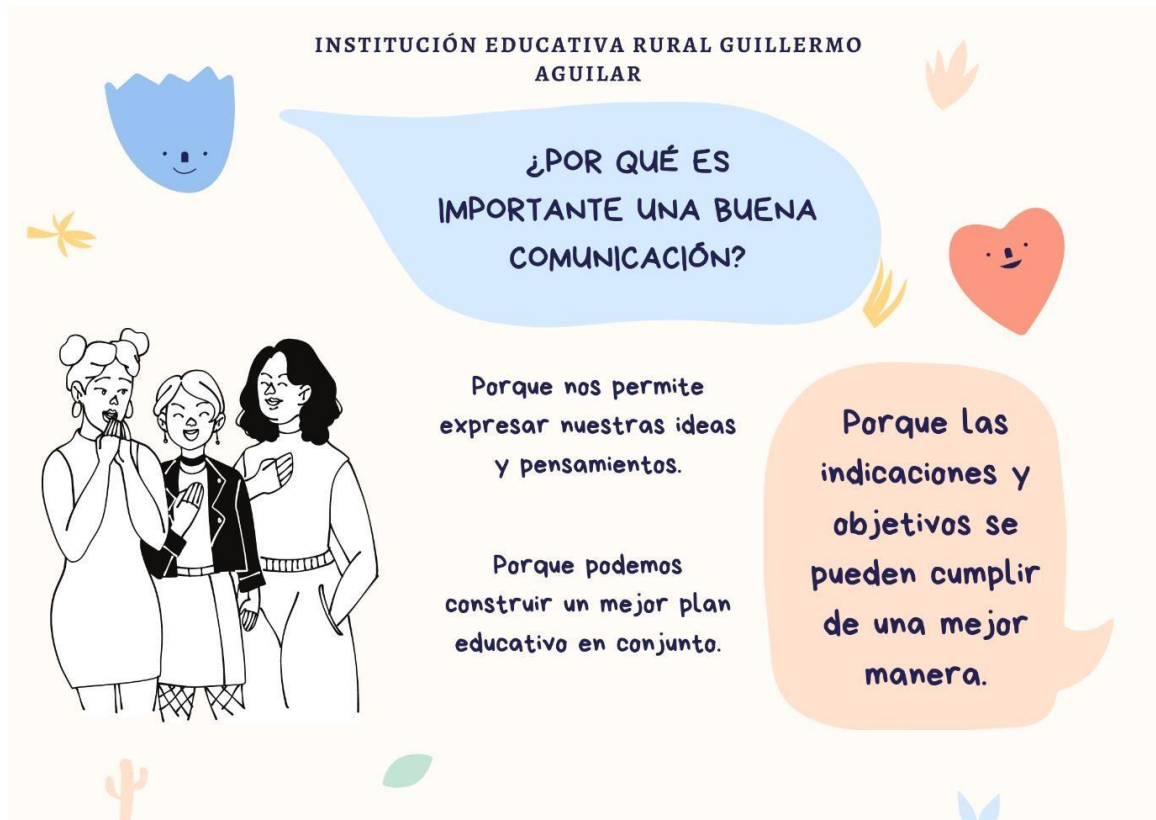 INSTITUCIÓN EDUCATIVA RURAL GUILLERMO
AGUILAR
¿POR QUÉ ES
IMPORTANTE UNA BUENA
COMUNICACIÓN?
Porque nos permite
expresar nuestras ideas
y pensamientos.
Porque podemos
construir un mejor plan
educativo en conjunto.
Porque las
indicaciones y
objetivos se
pueden cumplir
de una mejor
manera.